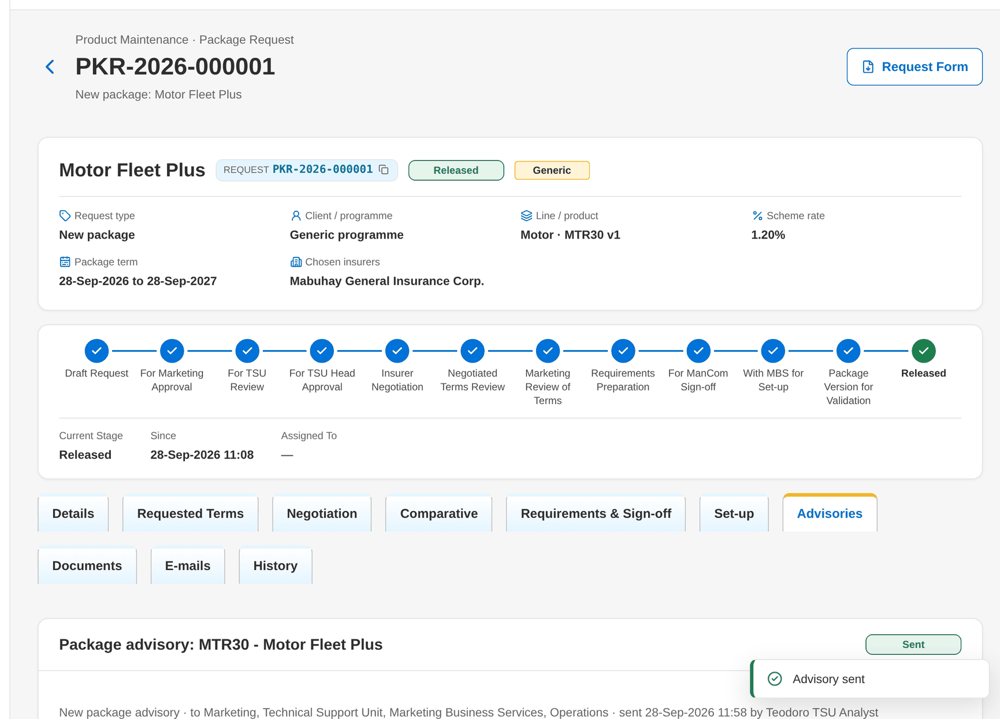 Product Maintenance · Package Request
PKR-2026-000001
New package: Motor Fleet Plus
Request Form
Motor Fleet Plus
REQUEST PKR-2026-000001
Released
Generic
Request type
Client / programme
Line / product
Scheme rate
New package
Generic programme
Motor · MTR30 v1
1.20%
Package term
Chosen insurers
28-Sep-2026 to 28-Sep-2027
Mabuhay General Insurance Corp.
Draft Request
For Marketing
Approval
For TSU
Review
For TSU Head
Approval
Insurer
Negotiation
Negotiated
Terms Review
Marketing
Review of
Terms
Requirements
Preparation
For ManCom
Sign-off
With MBS for
Set-up
Package
Version for
Validation
Released
Current Stage
Since
Assigned To
Released
28-Sep-2026 11:08
—
Details
Requested Terms
Negotiation
Comparative
Requirements & Sign-off
Set-up
Advisories
Documents
E-mails
History
Package advisory: MTR30 - Motor Fleet Plus
Sent
Advisory sent
New package advisory · to Marketing, Technical Support Unit, Marketing Business Services, Operations · sent 28-Sep-2026 11:58 by Teodoro TSU Analyst